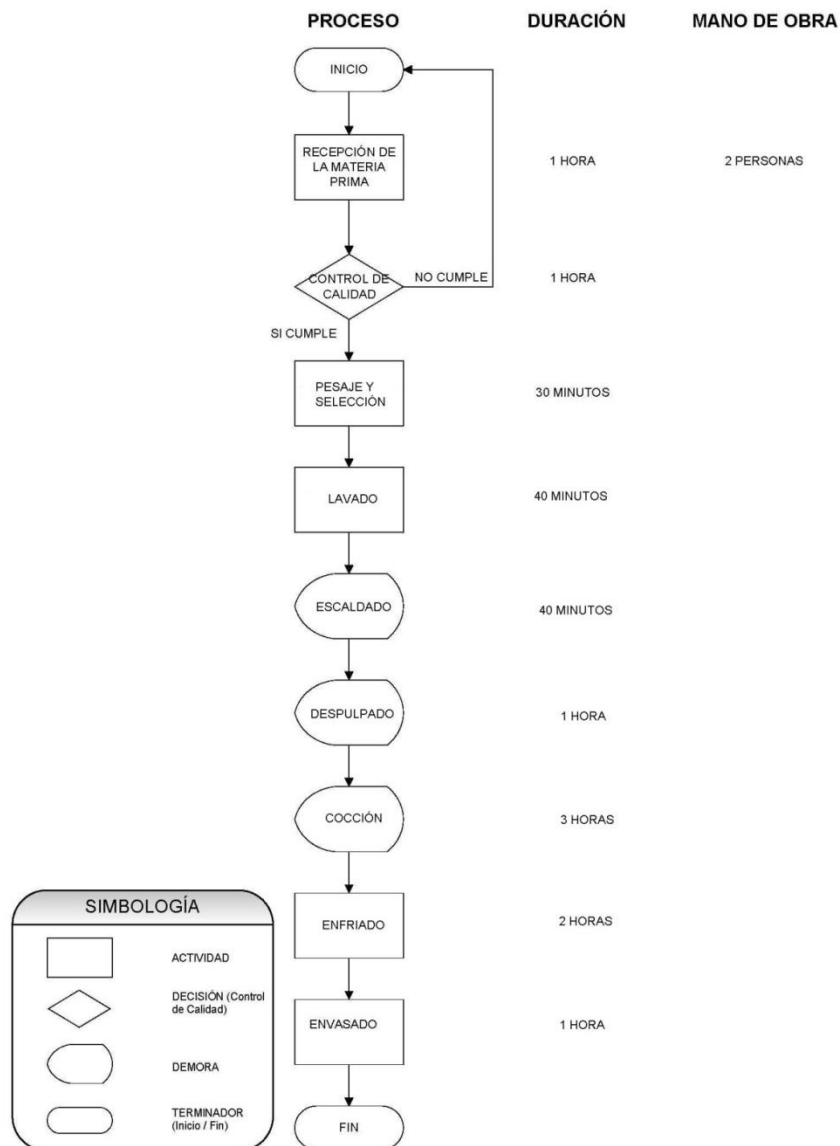 PROCESO DURACIÓN MANO DE OBRA
INICIO
RECEPCIÓN DE
LA MATERIA
PRIMA
1 HORA
2 PERSONAS
CONTROL DE
CALIDAD
NO CUMPLE
1 HORA
SI CUMPLE
PESAJE Y
SELECCIÓN
30 MINUTOS
LAVADO
40 MINUTOS
ESCALDADO
40 MINUTOS
DESPULPADO
1 HORA
COCCIÓN
3 HORAS
ENFRIADO
2 HORAS
ENVASADO
1 HORA
FIN
SIMBOLOGÍA
ACTIVIDAD
DECISIÓN (Control
de Calidad)
DEMORA
TERMINADOR
(Inicio / Fin)